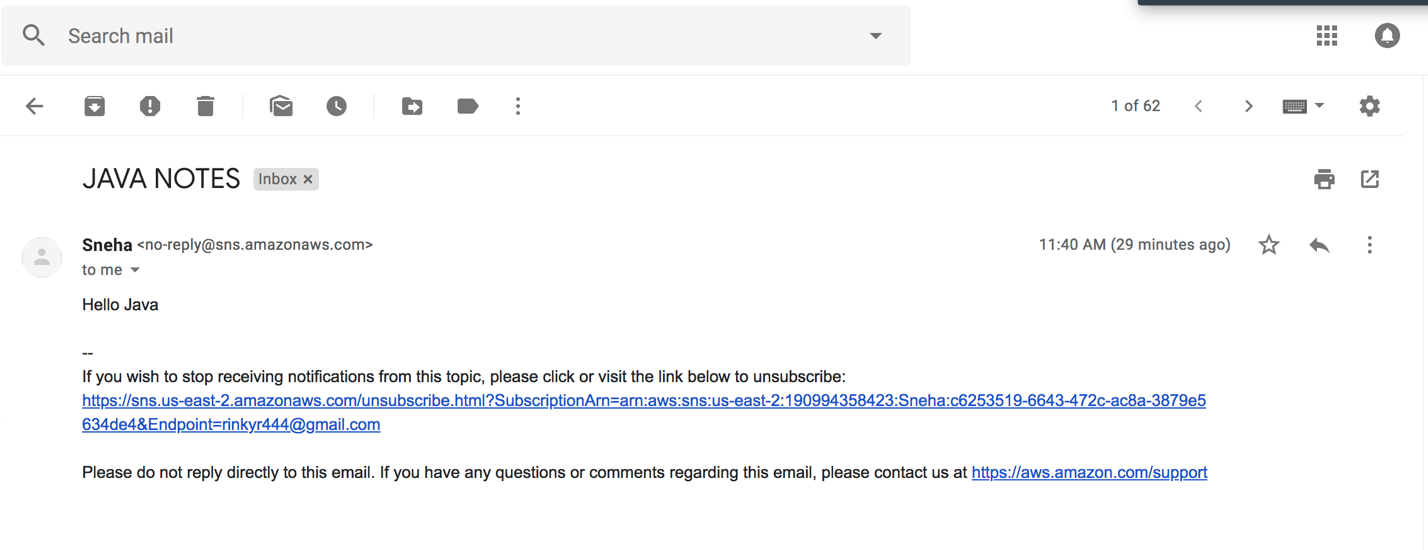 Search mail
1 of 62
JAVA NOTES Inbox ×
Sneha <no-reply@sns.amazonaws.com> 11:40 AM (29 minutes ago)
to me
Hello Java
--
If you wish to stop receiving notifications from this topic, please click or visit the link below to unsubscribe:
https://sns.us-east-2.amazonaws.com/unsubscribe.html?SubscriptionArn=arn:aws:sns:us-east-2:190994358423:Sneha:c6253519-6643-472c-ac8a-3879e5
634de4&Endpoint=rinkyr444@gmail.com
Please do not reply directly to this email. If you have any questions or comments regarding this email, please contact us at https://aws.amazon.com/support